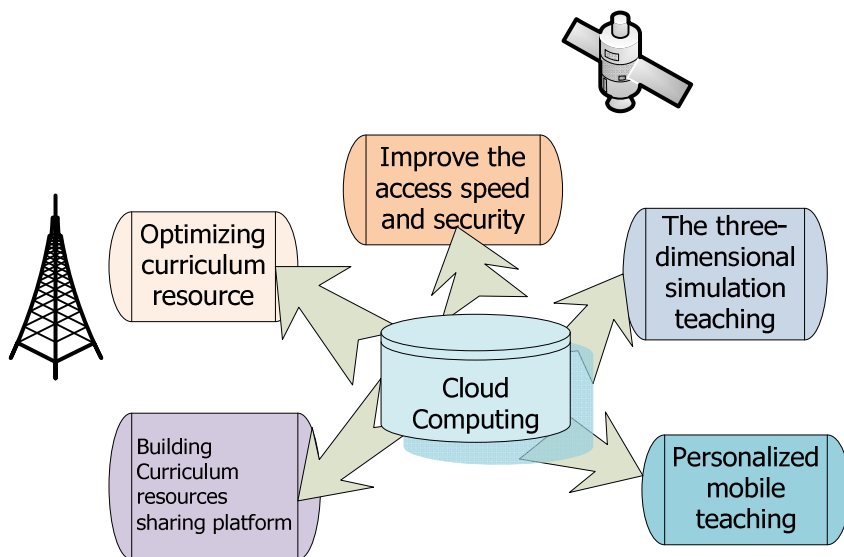 Improve the
access speed
and security
Optimizing
curriculum
resource
The three-
dimensional
simulation
teaching
Cloud
Computing
Building
Curriculum
resources
sharing platform
Personalized
mobile
teaching